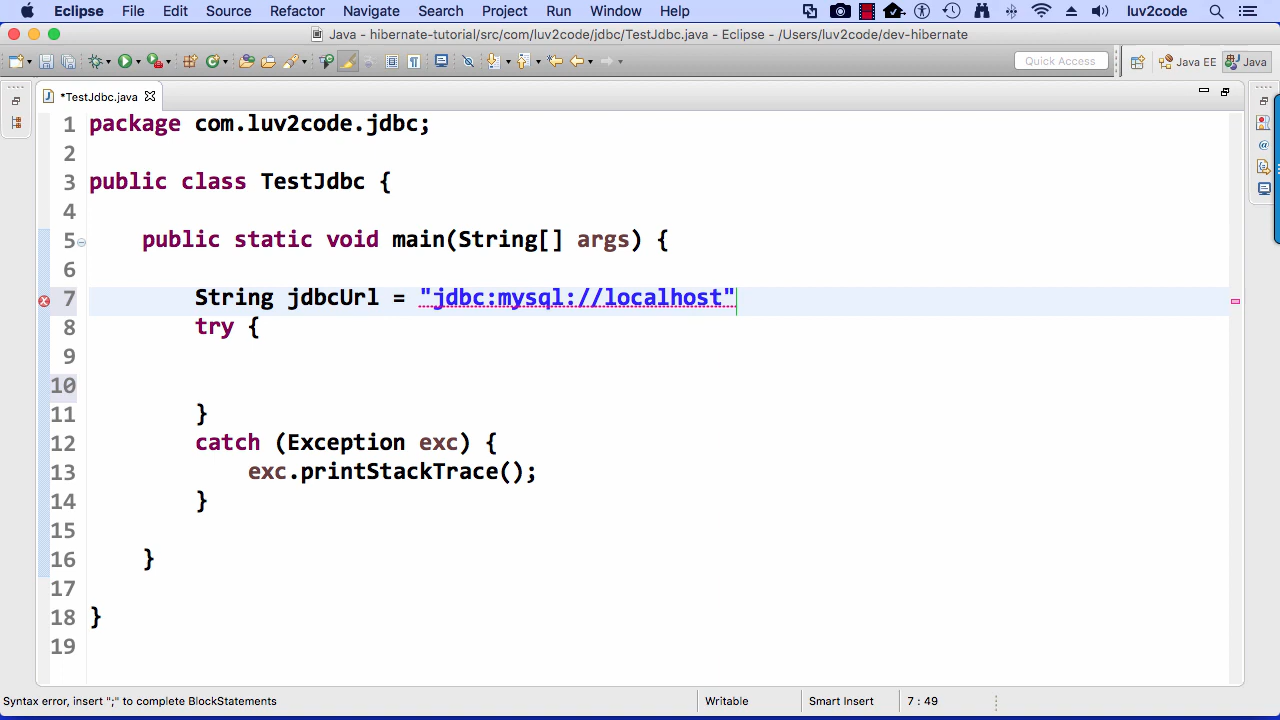 Eclipse File Edit Source Refactor Navigate Search Project Run Window Help luv2code
Java - hibernate-tutorial/src/com/luv2code/jdbc/TestJdbc.java - Eclipse - /Users/luv2code/dev-hibernate
Quick Access Java EE Java
*TestJdbc.java
1 package com.luv2code.jdbc;
2
3 public class TestJdbc {
4
5 public static void main(String[] args) {
6
7 String jdbcUrl = "jdbc:mysql://localhost"
8 try {
9
10
11 }
12 catch (Exception exc) {
13 exc.printStackTrace();
14 }
15
16 }
17
18 }
19
Syntax error, insert ";" to complete BlockStatements Writable Smart Insert 7 : 49